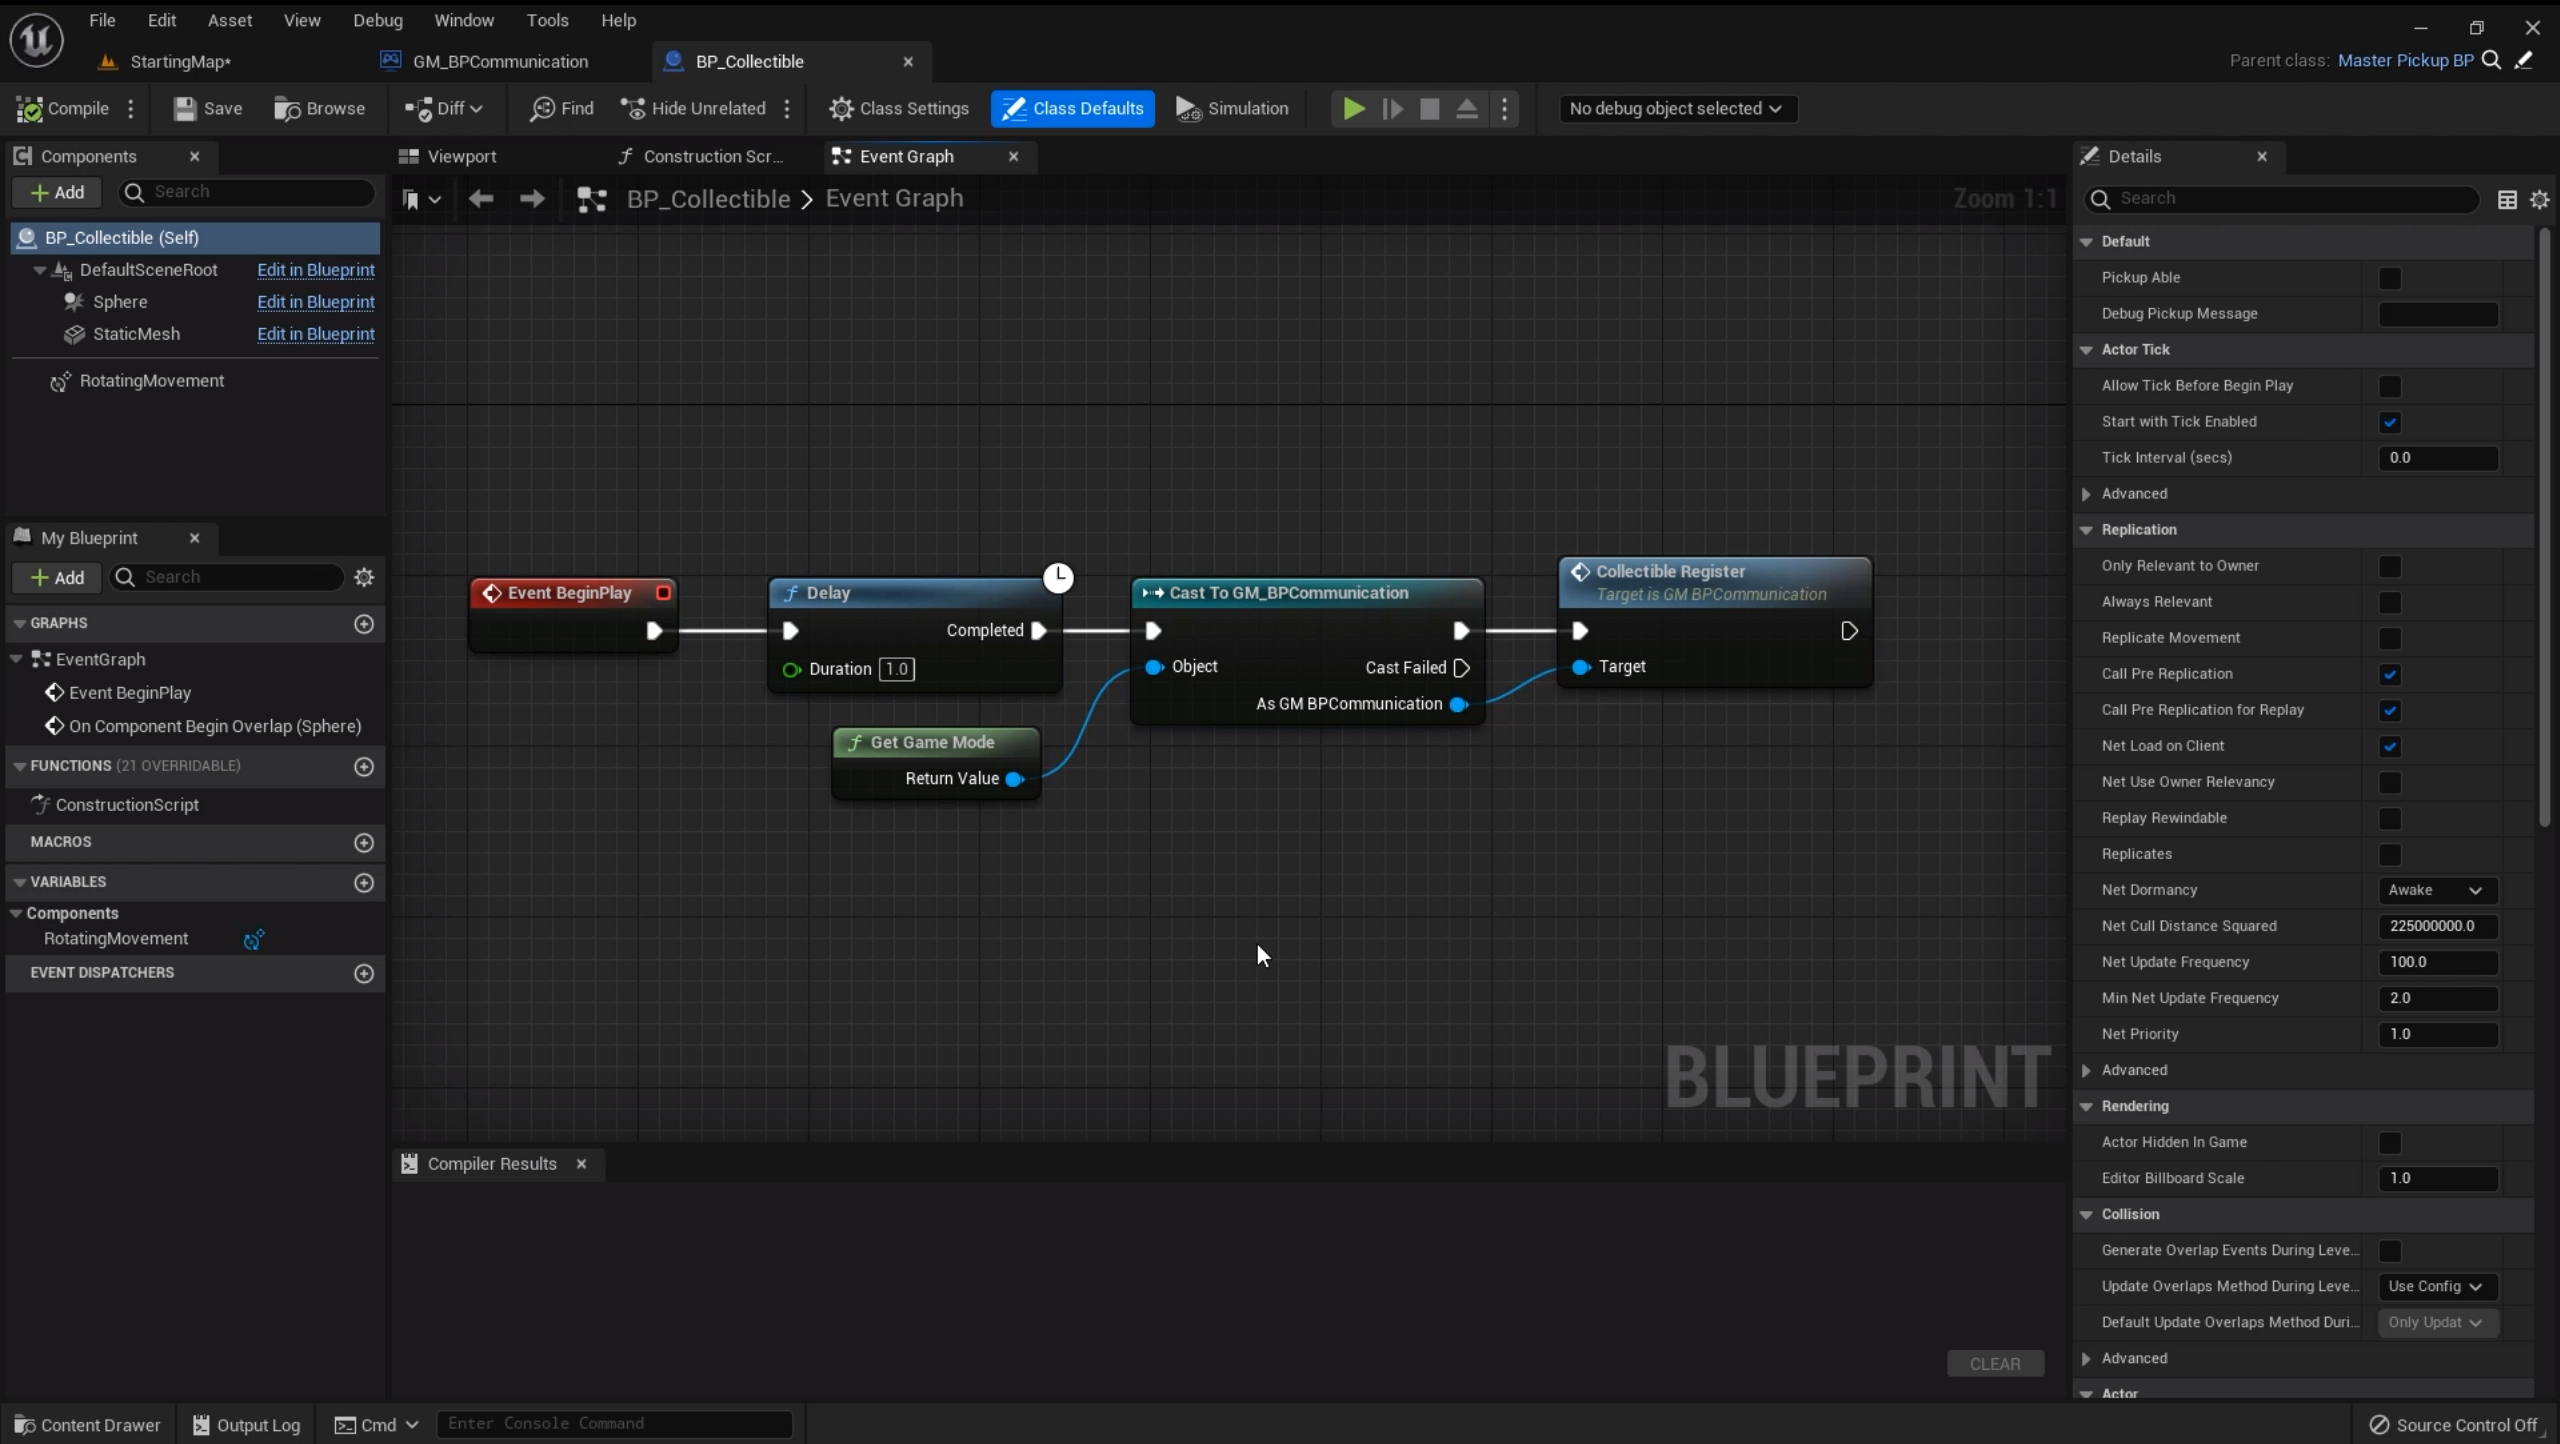 File Edit Asset View Debug Window Tools Help
StartingMap* GM_BPCommunication BP_Collectible
Parent class: Master Pickup BP
Compile Save Browse Diff Find Hide Unrelated Class Settings Class Defaults Simulation No debug object selected
Components
Add Search
BP_Collectible (Self)
DefaultSceneRoot Edit in Blueprint
Sphere Edit in Blueprint
StaticMesh Edit in Blueprint
RotatingMovement
My Blueprint
Add Search
GRAPHS
EventGraph
Event BeginPlay
On Component Begin Overlap (Sphere)
FUNCTIONS (21 OVERRIDABLE)
ConstructionScript
MACROS
VARIABLES
Components
RotatingMovement
EVENT DISPATCHERS
Viewport Construction Scr... Event Graph
BP_Collectible > Event Graph Zoom 1:1
Event BeginPlay
Delay
Completed
Duration 1.0
Get Game Mode
Return Value
Cast To GM_BPCommunication
Object Cast Failed
As GM BPCommunication
Collectible Register
Target is GM BPCommunication
Target
BLUEPRINT
Compiler Results
CLEAR
Details
Search
Default
Pickup Able
Debug Pickup Message
Actor Tick
Allow Tick Before Begin Play
Start with Tick Enabled
Tick Interval (secs) 0.0
Advanced
Replication
Only Relevant to Owner
Always Relevant
Replicate Movement
Call Pre Replication
Call Pre Replication for Replay
Net Load on Client
Net Use Owner Relevancy
Replay Rewindable
Replicates
Net Dormancy Awake
Net Cull Distance Squared 225000000.0
Net Update Frequency 100.0
Min Net Update Frequency 2.0
Net Priority 1.0
Advanced
Rendering
Actor Hidden In Game
Editor Billboard Scale 1.0
Collision
Generate Overlap Events During Leve...
Update Overlaps Method During Leve... Use Config
Default Update Overlaps Method Duri... Only Updat
Advanced
Actor
Content Drawer Output Log Cmd Enter Console Command Source Control Off